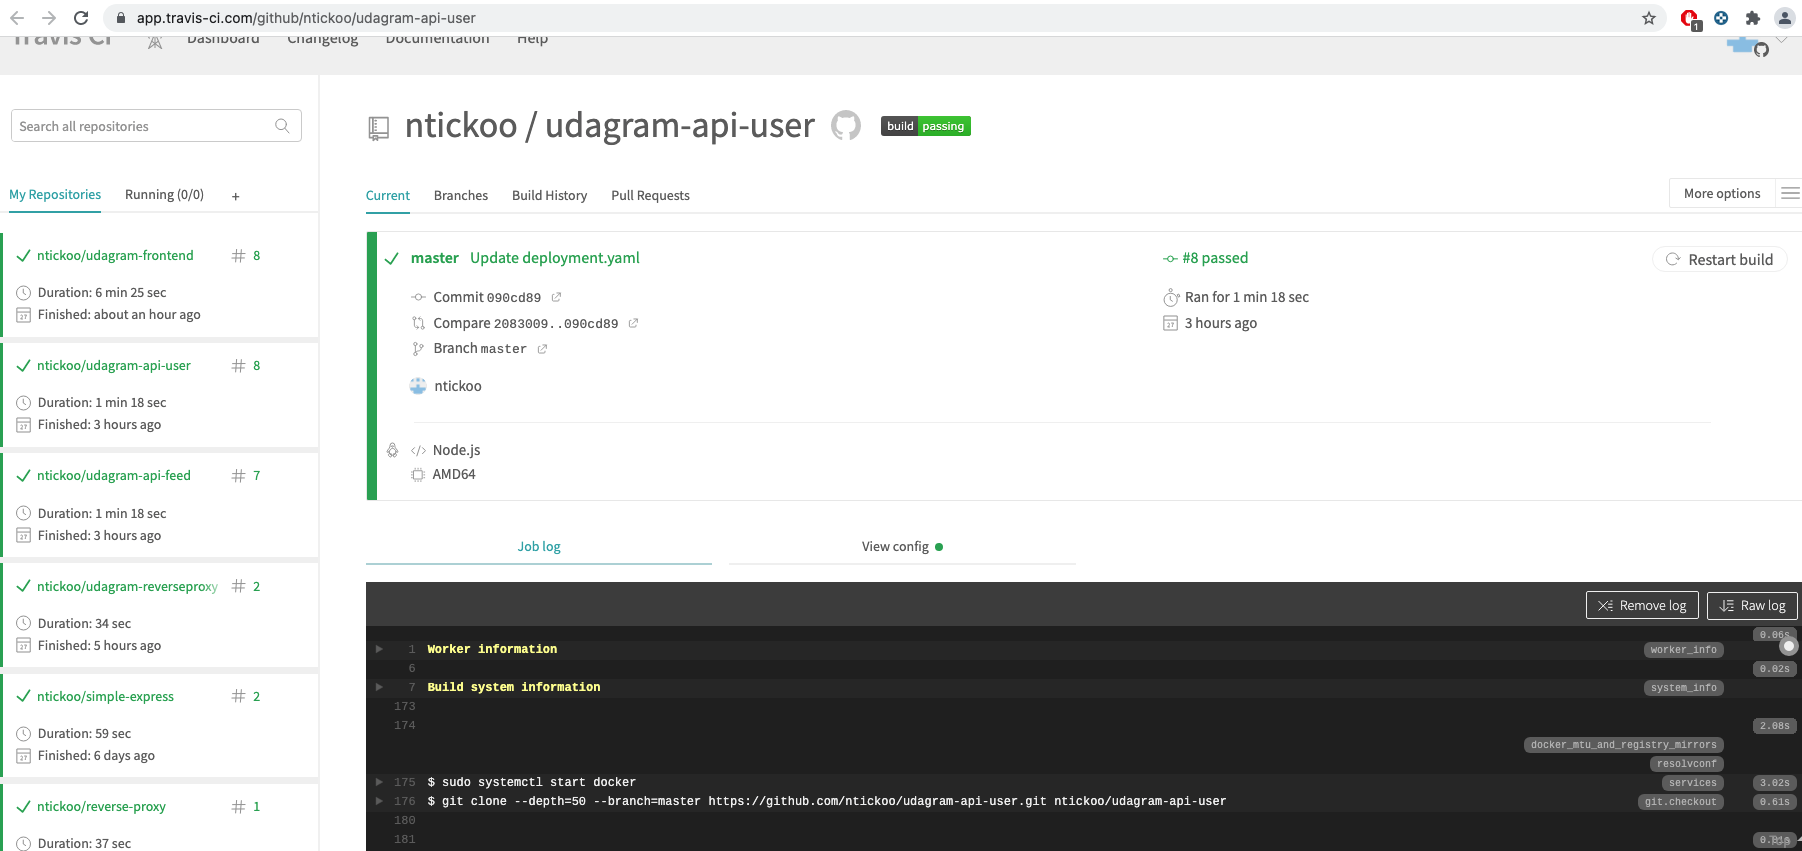 app.travis-ci.com/github/ntickoo/udagram-api-user
1
Travis CI Dashboard Changelog Documentation Help
Search all repositories
My Repositories Running (0/0) +
ntickoo/udagram-frontend # 8
Duration: 6 min 25 sec
Finished: about an hour ago
ntickoo/udagram-api-user # 8
Duration: 1 min 18 sec
Finished: 3 hours ago
ntickoo/udagram-api-feed # 7
Duration: 1 min 18 sec
Finished: 3 hours ago
ntickoo/udagram-reverseproxy # 2
Duration: 34 sec
Finished: 5 hours ago
ntickoo/simple-express # 2
Duration: 59 sec
Finished: 6 days ago
ntickoo/reverse-proxy # 1
Duration: 37 sec
ntickoo / udagram-api-user build passing
Current Branches Build History Pull Requests
More options
master Update deployment.yaml
#8 passed
Restart build
Commit 090cd89
Ran for 1 min 18 sec
Compare 2083009..090cd89
3 hours ago
Branch master
ntickoo
</> Node.js
AMD64
Job log View config
Remove log Raw log
0.06s
1 Worker information worker_info
6 0.02s
7 Build system information system_info
173
174 2.08s
docker_mtu_and_registry_mirrors
resolvconf
175 $ sudo systemctl start docker services 3.02s
176 $ git clone --depth=50 --branch=master https://github.com/ntickoo/udagram-api-user.git ntickoo/udagram-api-user git.checkout 0.61s
180
181